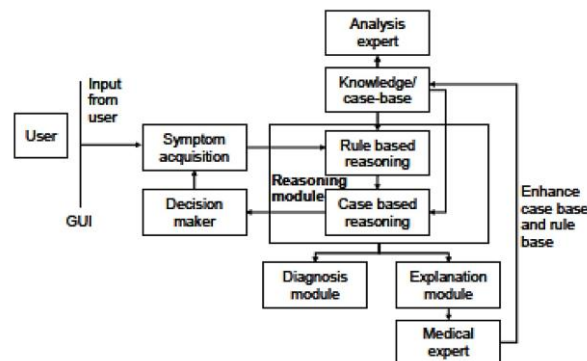 Analysis
expert
Input
from
user
Knowledge/
case-base
User
Symptom
acquisition
Rule based
reasoning
Reasoning
module
Enhance
case base
and rule
base
Decision
maker
Case based
reasoning
GUI
Diagnosis
module
Explanation
module
Medical
expert